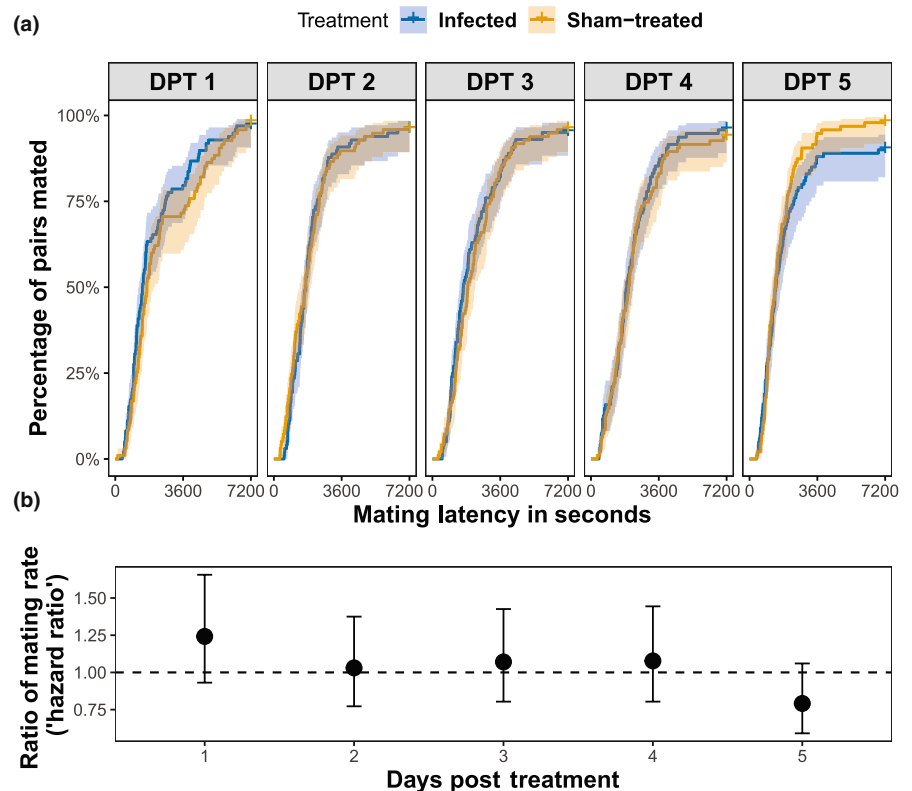 (a)
Treatment Infected Sham−treated
DPT 1 DPT 2 DPT 3 DPT 4 DPT 5
Percentage of pairs mated
100%
75%
50%
25%
0%
0 3600 7200 0 3600 7200 0 3600 7200 0 3600 7200 0 3600 7200
Mating latency in seconds
(b)
Ratio of mating rate
('hazard ratio')
1.50
1.25
1.00
0.75
1 2 3 4 5
Days post treatment